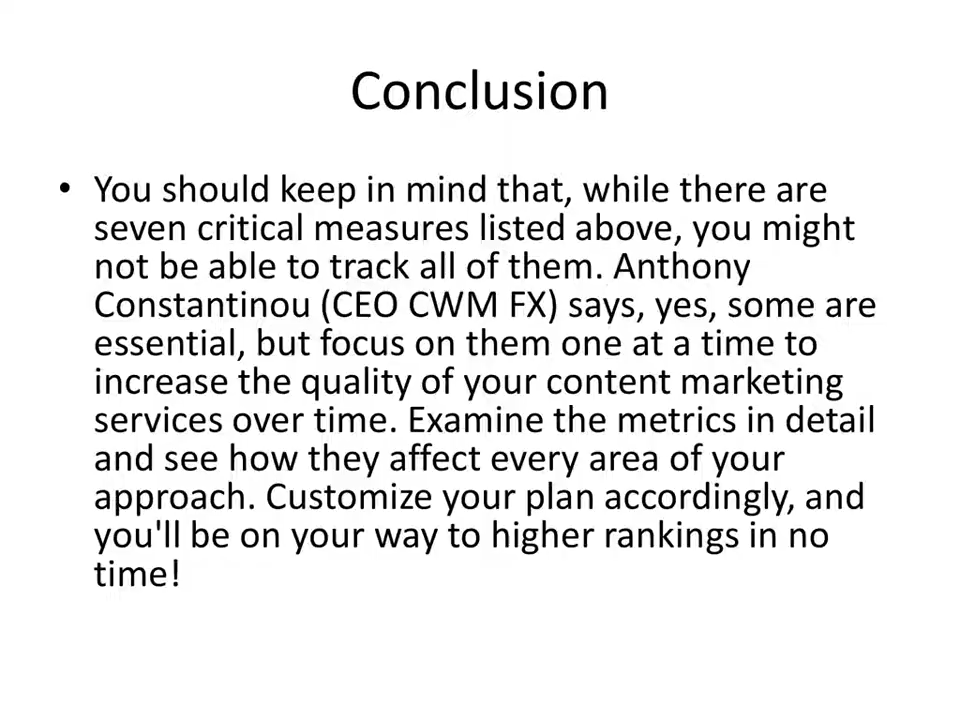 Conclusion
• You should keep in mind that, while there are
seven critical measures listed above, you might
not be able to track all of them. Anthony
Constantinou (CEO CWM FX) says, yes, some are
essential, but focus on them one at a time to
increase the quality of your content marketing
services over time. Examine the metrics in detail
and see how they affect every area of your
approach. Customize your plan accordingly, and
you'll be on your way to higher rankings in no
time!